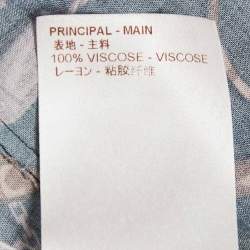 PRINCIPAL - MAIN
表地 - 主料
100% VISCOSE - VISCOSE
レーヨン - 粘胶纤维